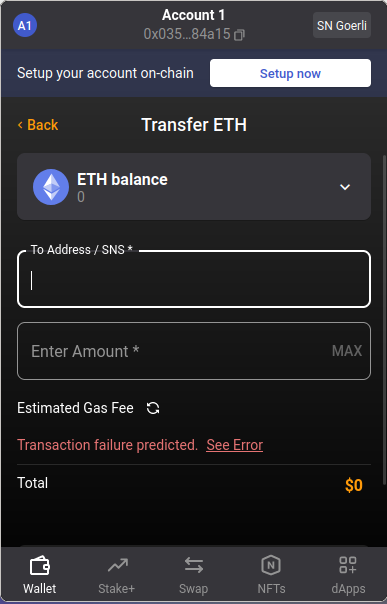 A1
Account 1
0x035...84a15
SN Goerli
Setup your account on-chain
Setup now
Back
Transfer ETH
ETH balance
0
To Address / SNS *
Enter Amount *
MAX
Estimated Gas Fee
Transaction failure predicted. See Error
Total
$0
Wallet
Stake+
Swap
N
NFTs
dApps